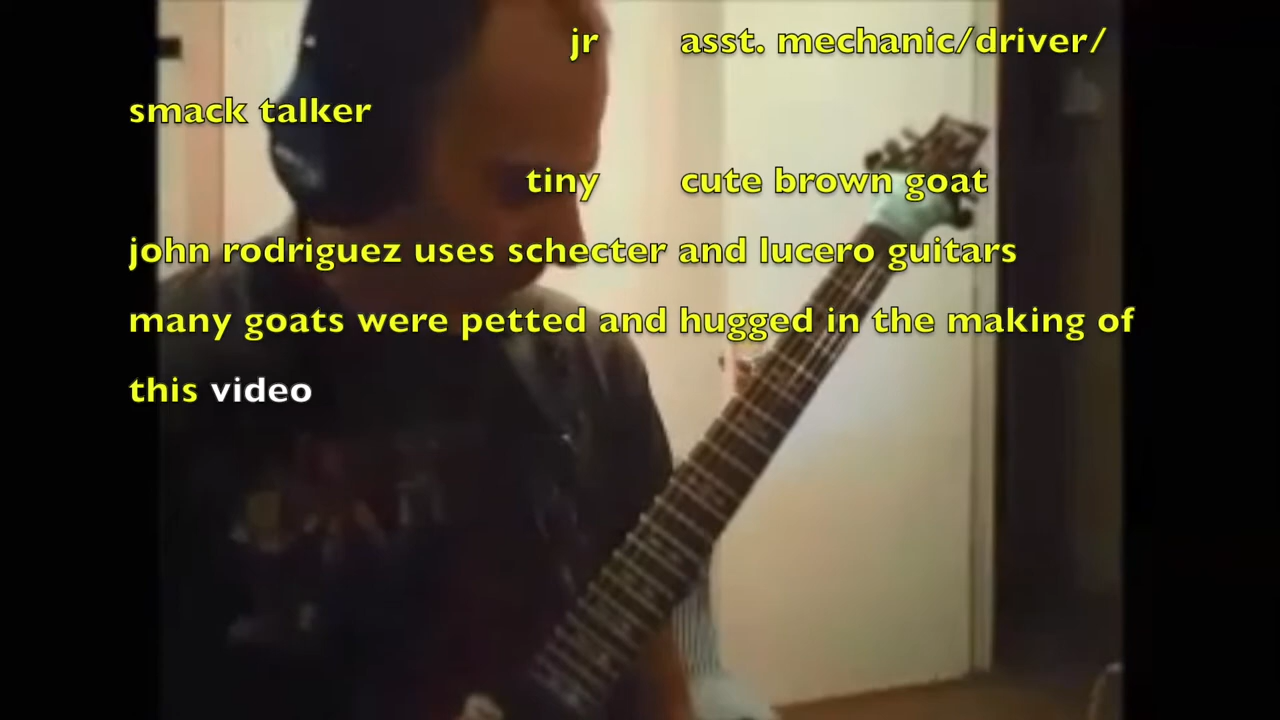 jr asst. mechanic/driver/
smack talker
tiny cute brown goat
john rodriguez uses schecter and lucero guitars
many goats were petted and hugged in the making of
this video